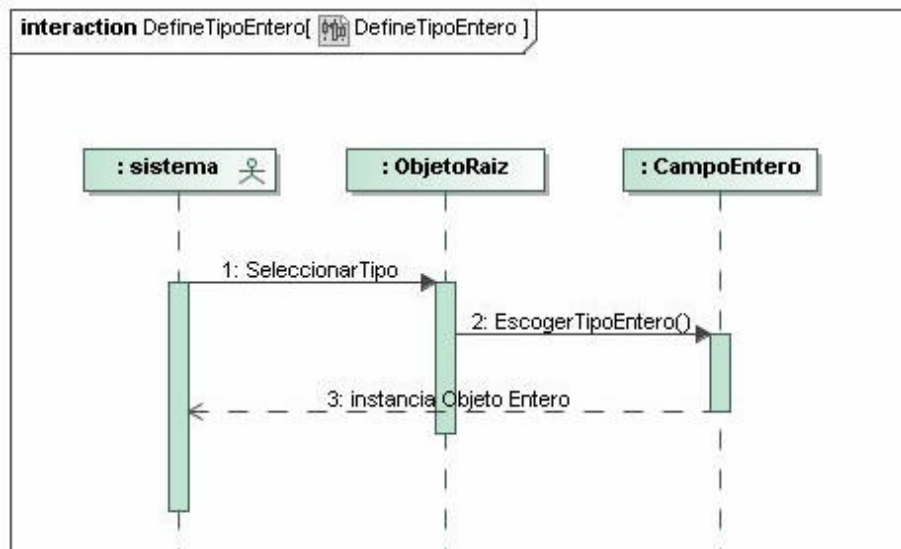 interaction DefineTipoEntero[ DefineTipoEntero ]
: sistema
: ObjetoRaiz
: CampoEntero
1: SeleccionarTipo
2: EscogerTipoEntero()
3: instancia Objeto Entero